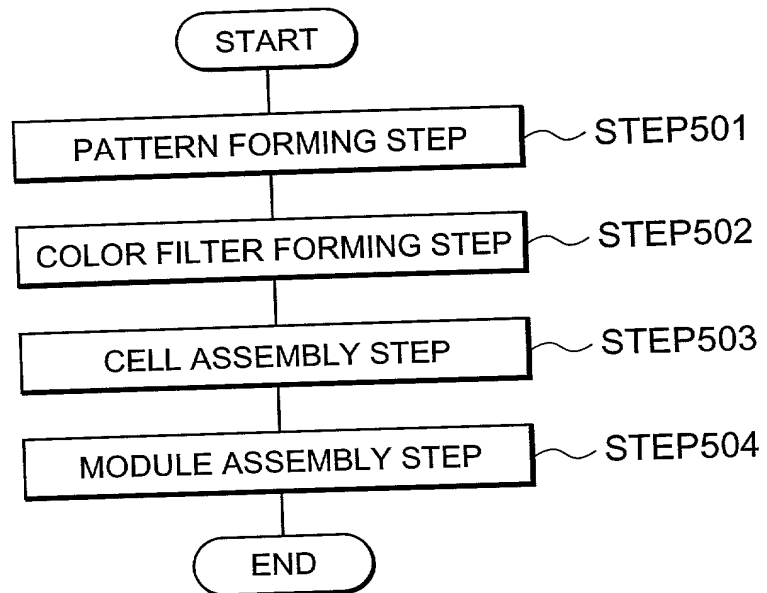 START
PATTERN FORMING STEP
STEP501
COLOR FILTER FORMING STEP
STEP502
CELL ASSEMBLY STEP
STEP503
MODULE ASSEMBLY STEP
STEP504
END